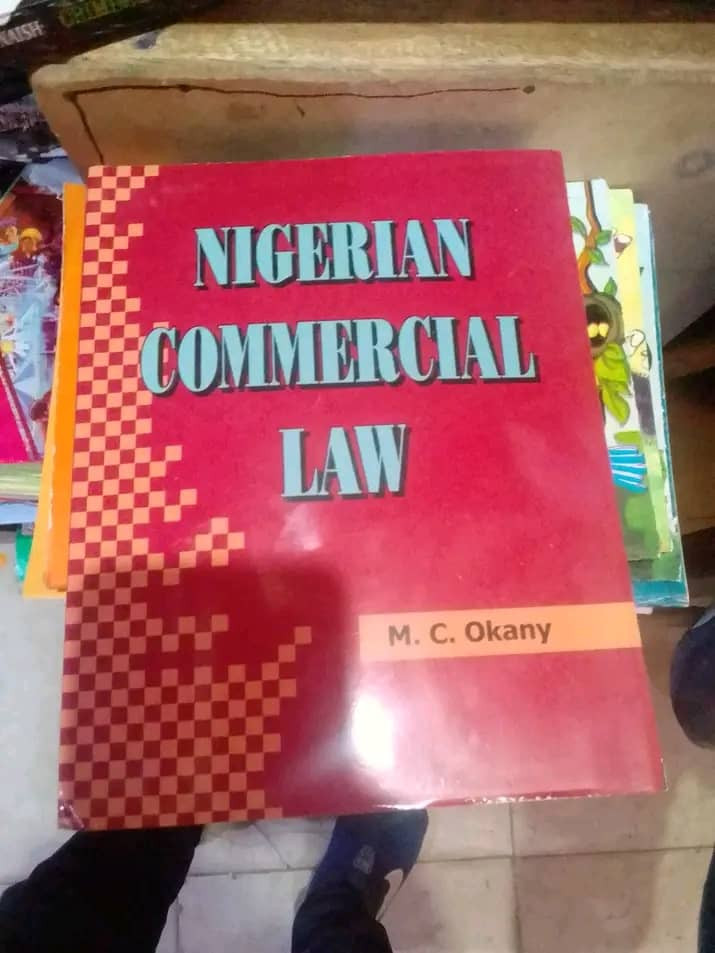 NIGERIAN
COMMERCIAL
LAW
M. C. Okany